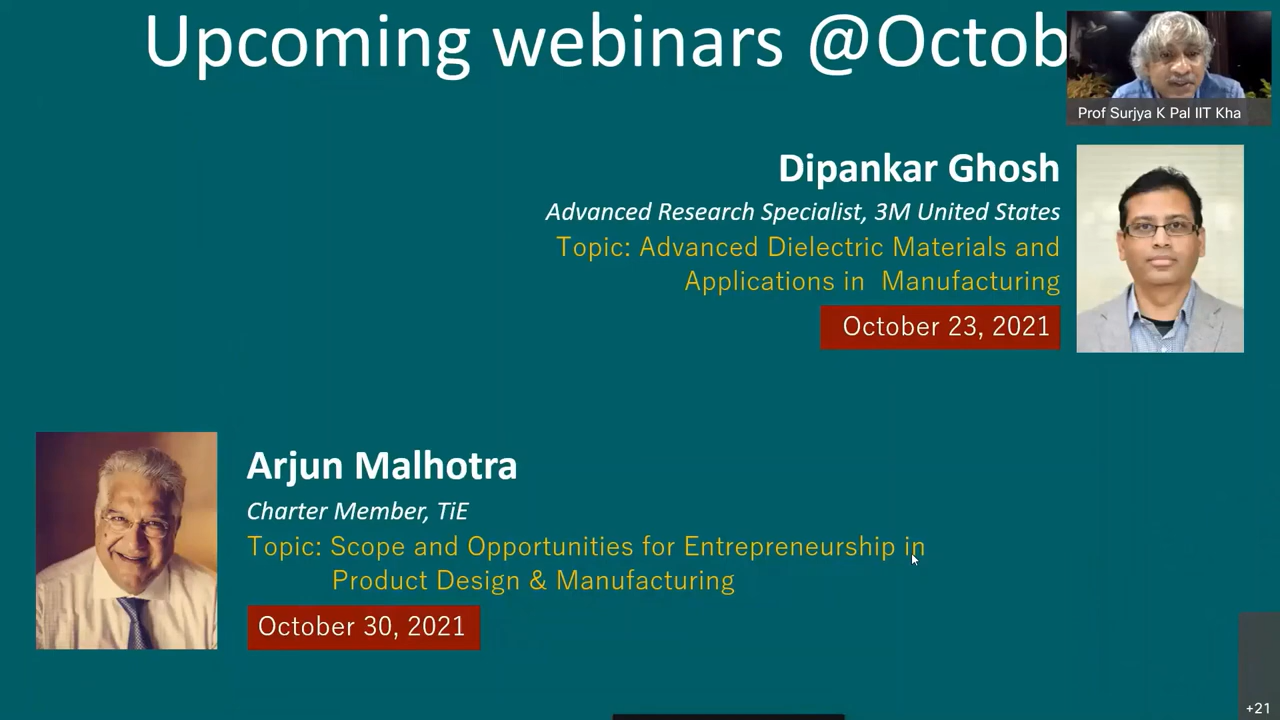 Upcoming webinars @Octob
Prof Surjya K Pal IIT Kha
Dipankar Ghosh
Advanced Research Specialist, 3M United States
Topic: Advanced Dielectric Materials and
Applications in Manufacturing
October 23, 2021
Arjun Malhotra
Charter Member, TiE
Topic: Scope and Opportunities for Entrepreneurship in
Product Design & Manufacturing
October 30, 2021
+21